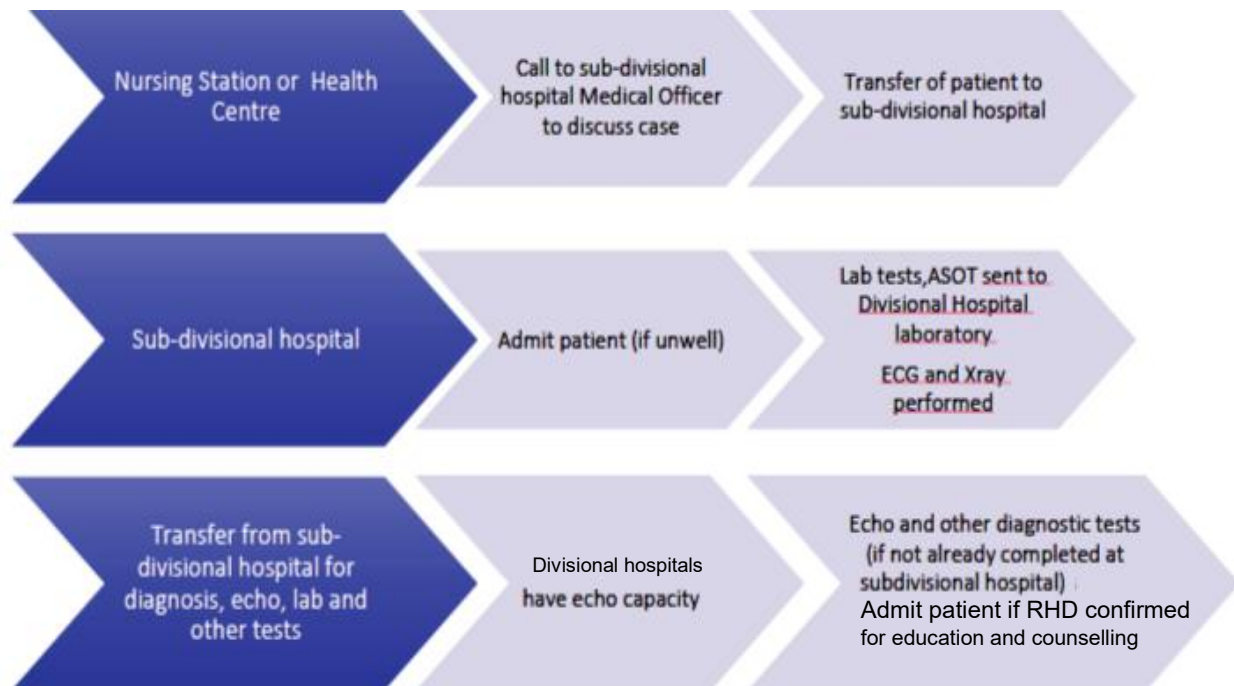 Nursing Station or Health
Centre
Call to sub-divisional
hospital Medical Officer
to discuss case
Transfer of patient to
sub-divisional hospital
Sub-divisional hospital
Admit patient (if unwell)
Lab tests,ASOT sent to
Divisional Hospital
laboratory
ECG and Xray
performed
Transfer from sub-
divisional hospital for
diagnosis, echo, lab and
other tests
Divisional hospitals
have echo capacity
Echo and other diagnostic tests
(if not already completed at
subdivisional hospital)
Admit patient if RHD confirmed
for education and counselling